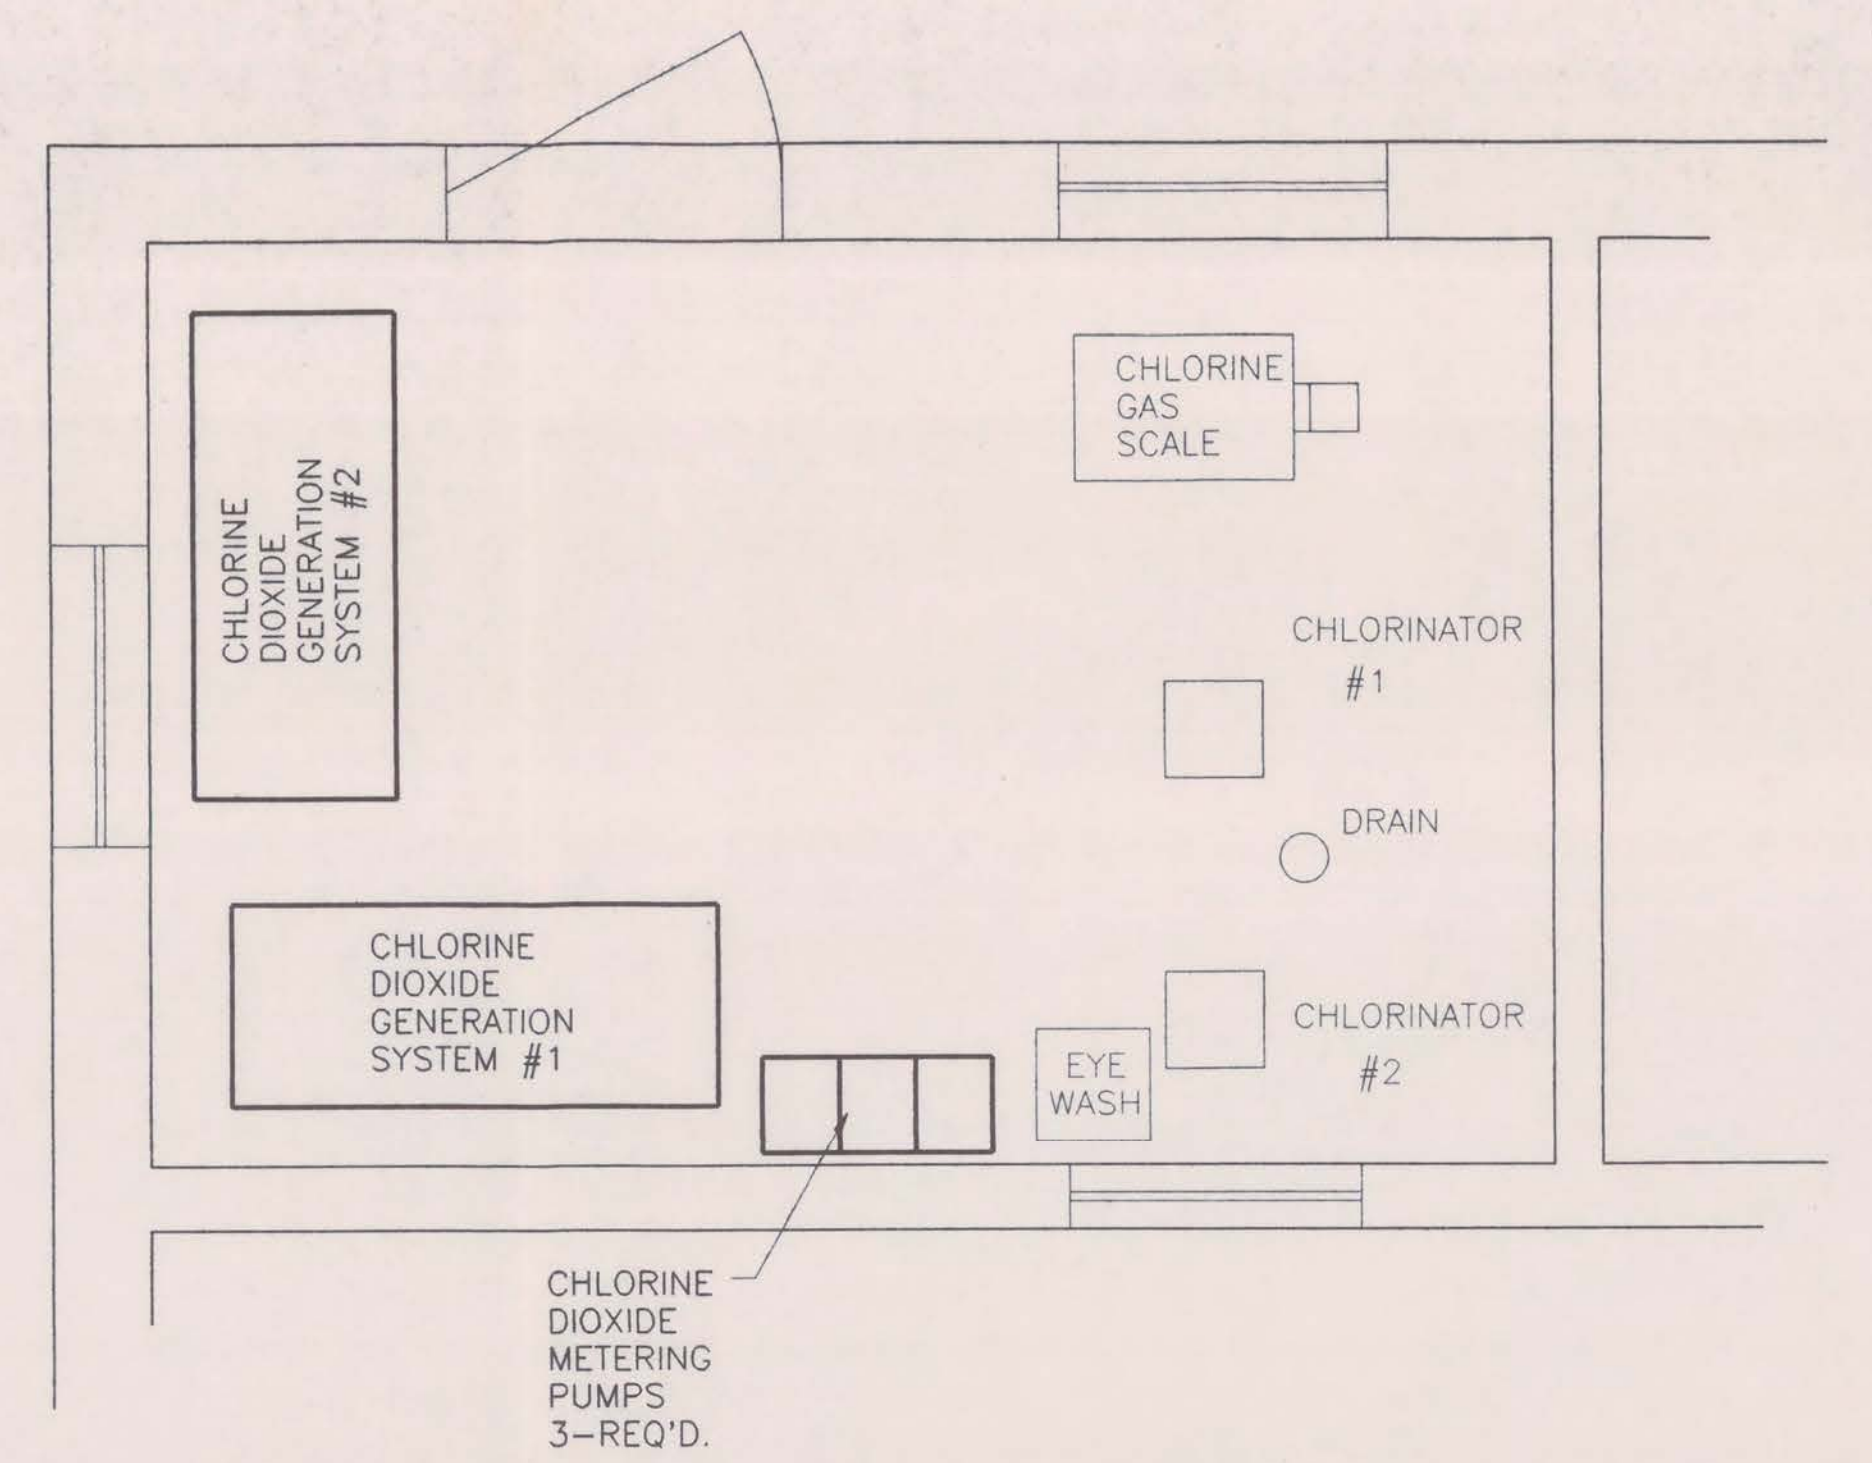 CHLORINE
DIOXIDE
GENERATION
SYSTEM #2
CHLORINE
GAS
SCALE
CHLORINATOR
#1
DRAIN
CHLORINE
DIOXIDE
GENERATION
SYSTEM #1
CHLORINATOR
#2
EYE
WASH
CHLORINE
DIOXIDE
METERING
PUMPS
3-REQ'D.